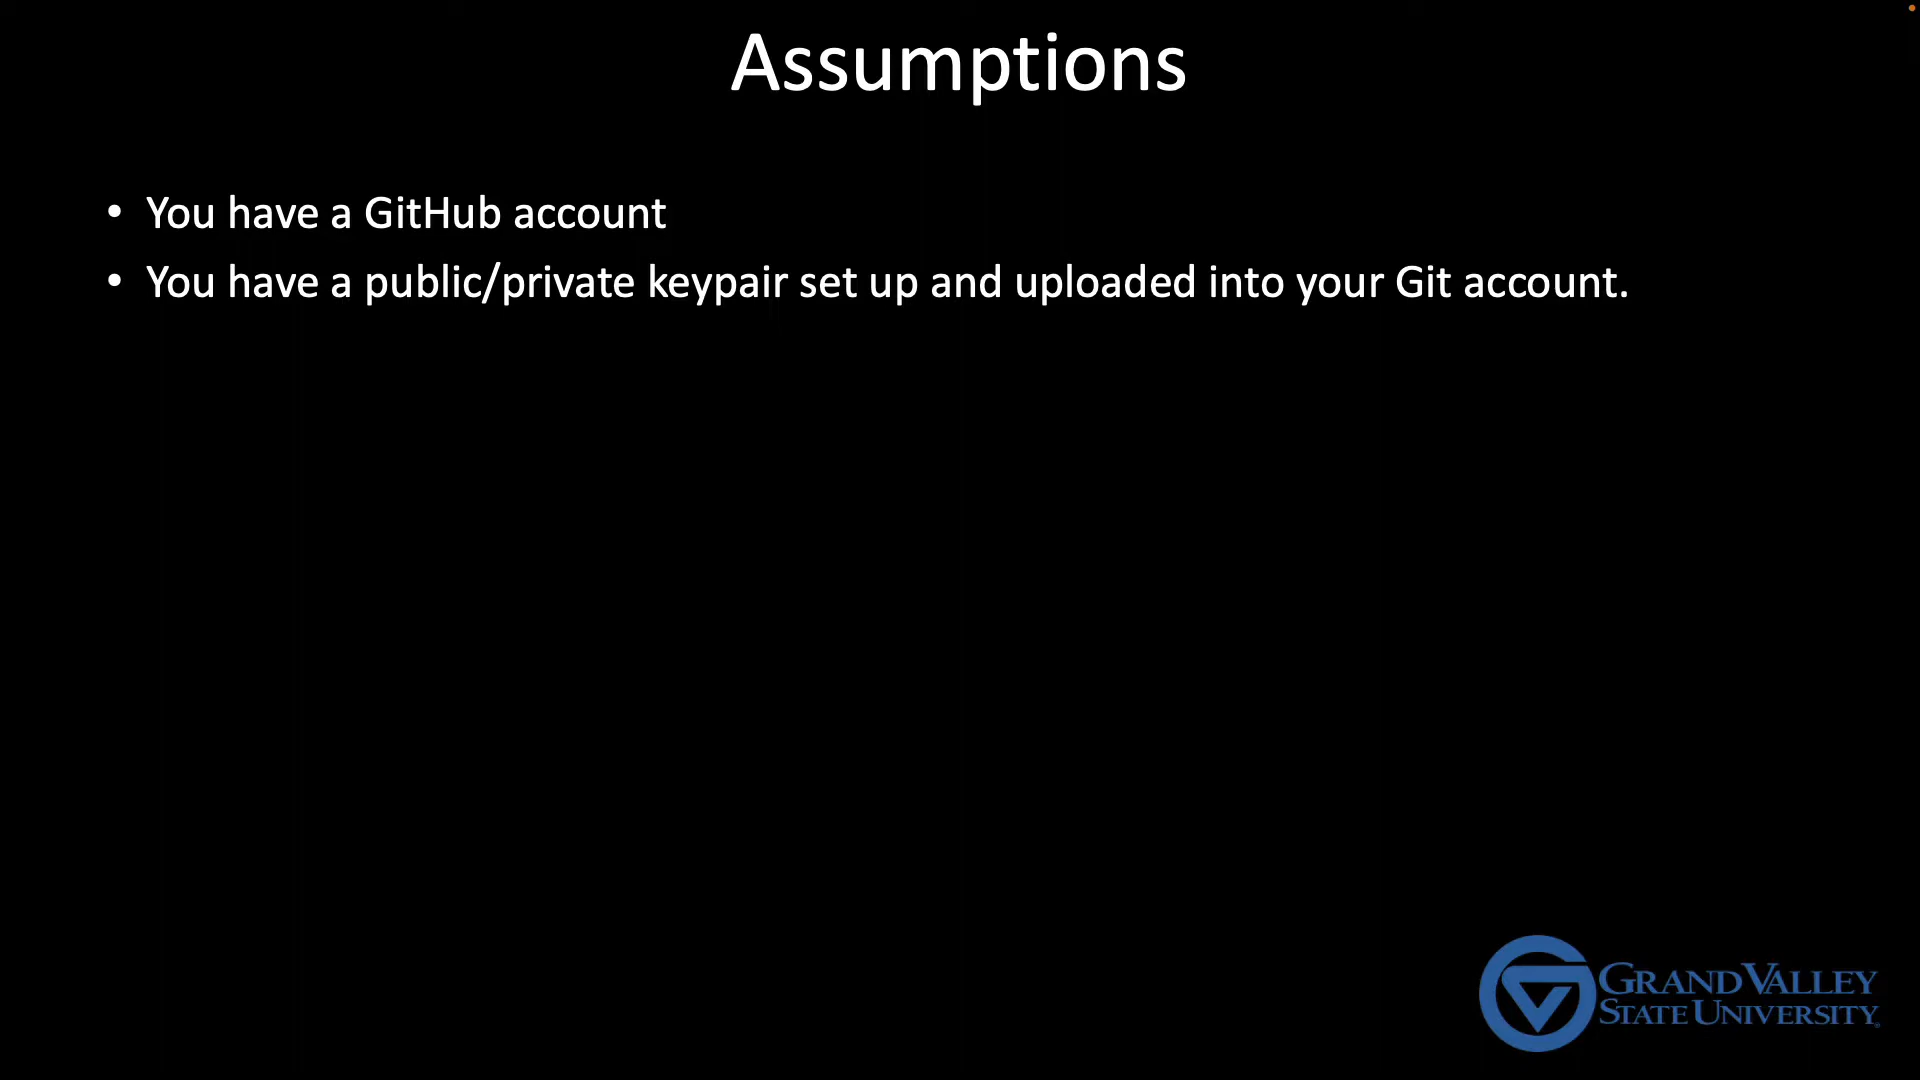 Assumptions
• You have a GitHub account
• You have a public/private keypair set up and uploaded into your Git account.
GRAND VALLEY
STATE UNIVERSITY®